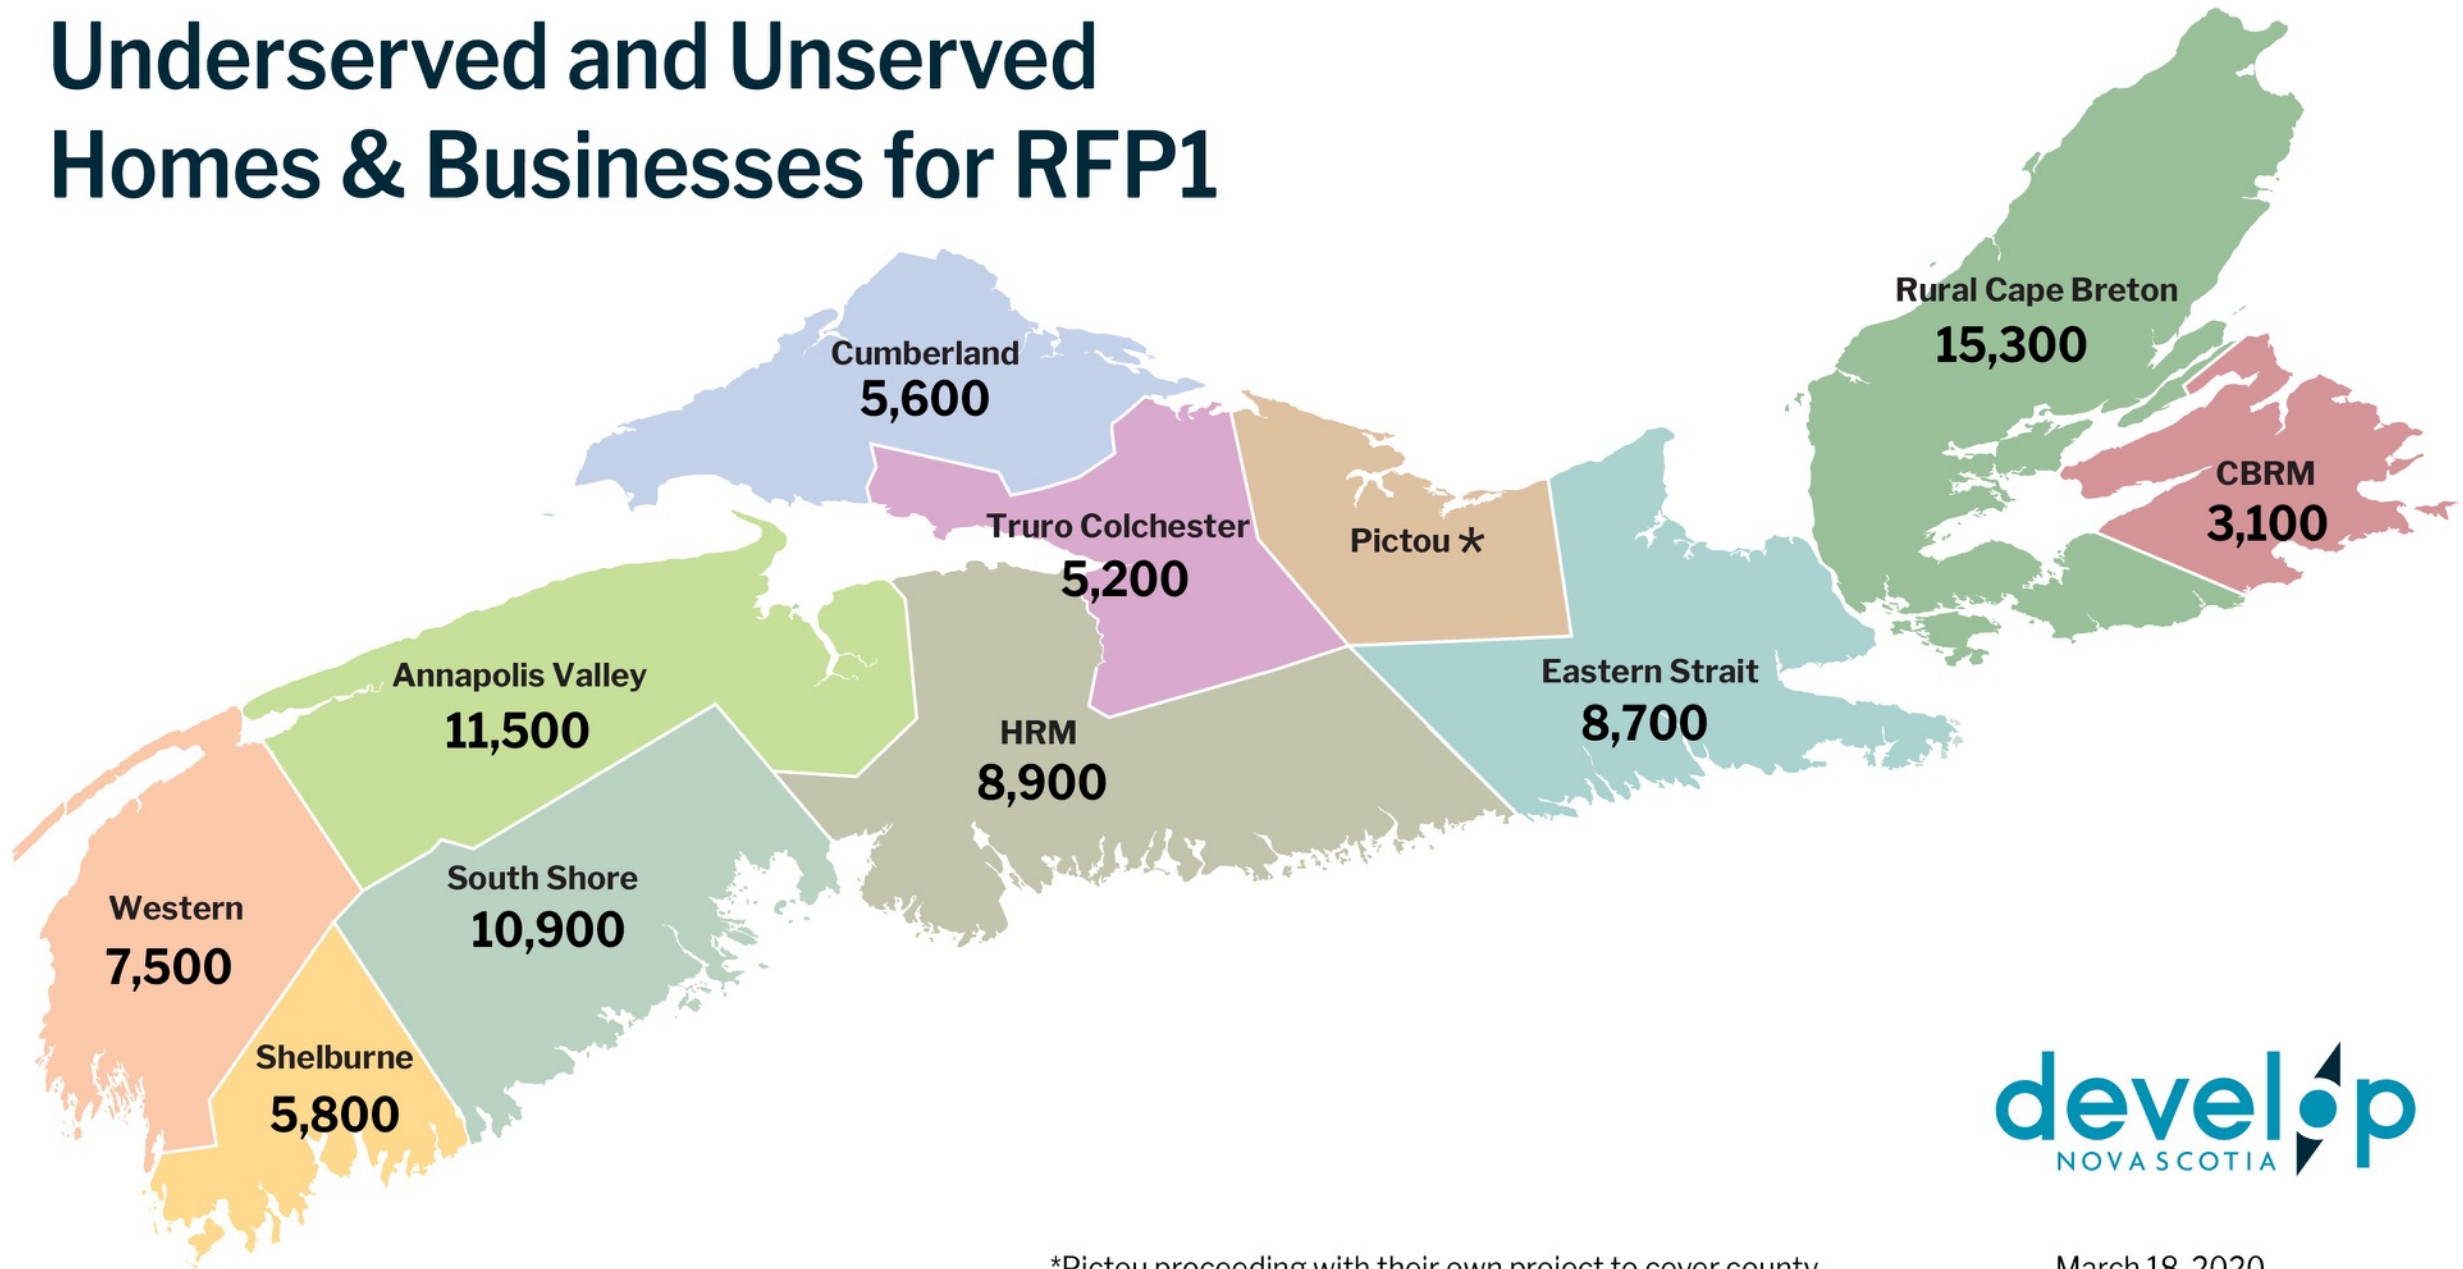 Underserved and Unserved
Homes & Businesses for RFP1
Rural Cape Breton
15,300
Cumberland
5,600
CBRM
3,100
Truro Colchester
5,200
Pictou *
Annapolis Valley
11,500
HRM
8,900
Eastern Strait
8,700
South Shore
10,900
Western
7,500
Shelburne
5,800
develop
NOVA SCOTIA
*Pictou proceeding with their own project to cover county
March 18, 2020